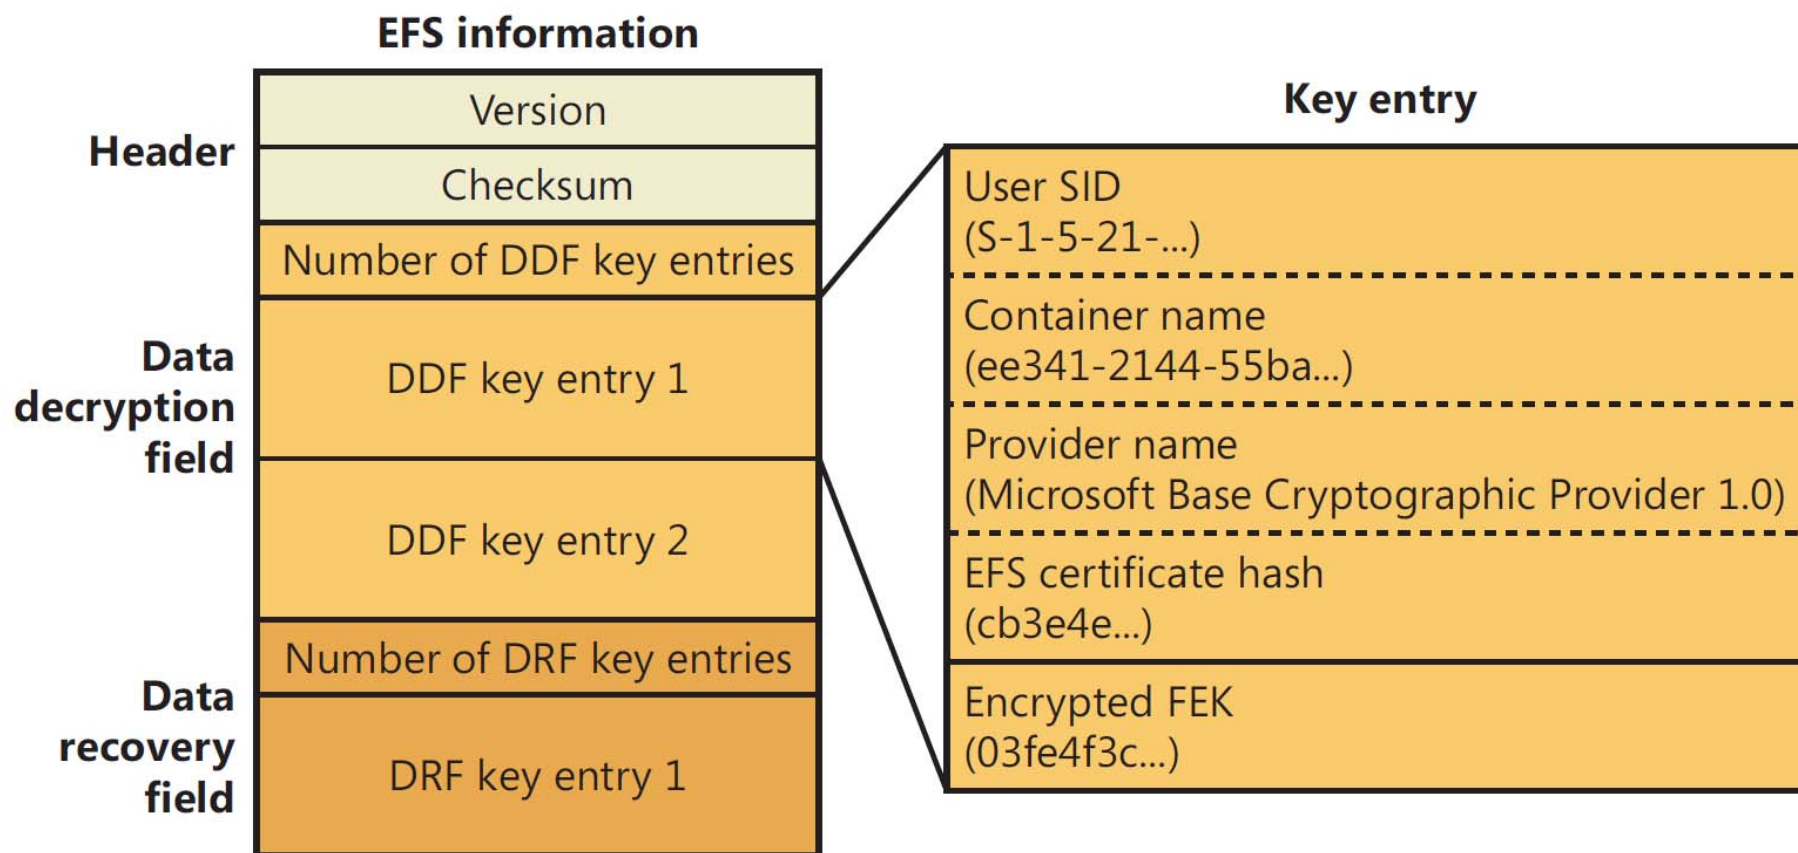 EFS information
Header
Version
Checksum
Data
decryption
field
Number of DDF key entries
DDF key entry 1
DDF key entry 2
Data
recovery
field
Number of DRF key entries
DRF key entry 1
Key entry
User SID
(S-1-5-21-...)
Container name
(ee341-2144-55ba...)
Provider name
(Microsoft Base Cryptographic Provider 1.0)
EFS certificate hash
(cb3e4e...)
Encrypted FEK
(03fe4f3c...)